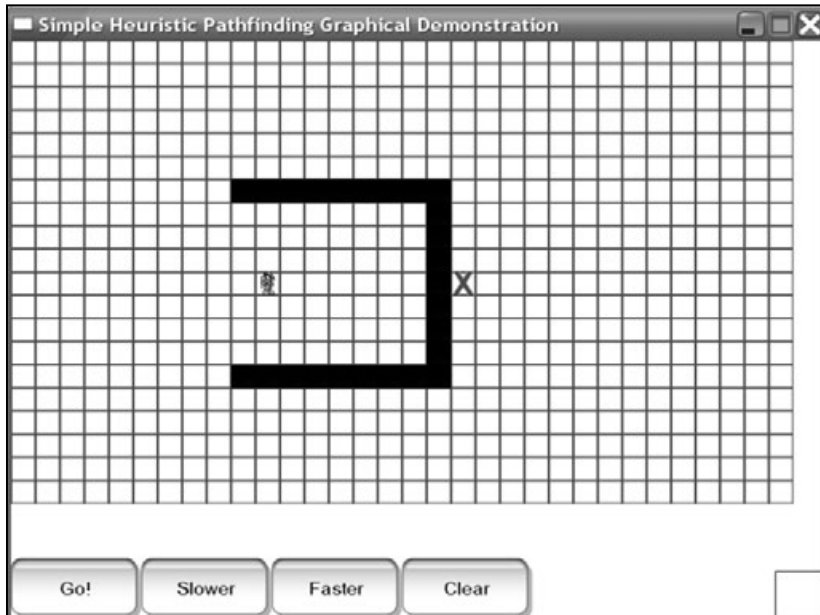 Simple Heuristic Pathfinding Graphical Demonstration
X
Go! Slower Faster Clear